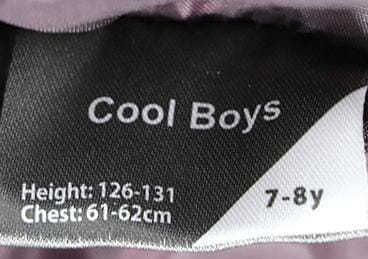 Cool Boys
Height: 126-131
Chest: 61-62cm
7-8y